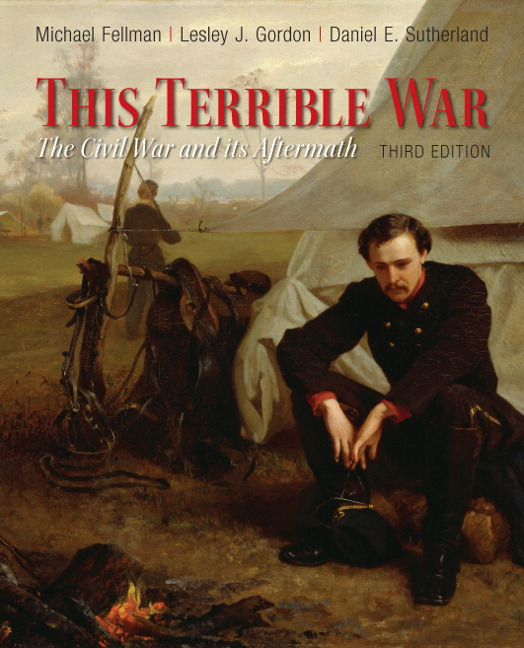 Michael Fellman | Lesley J. Gordon | Daniel E. Sutherland
THIS TERRIBLE WAR
The Civil War and its Aftermath THIRD EDITION